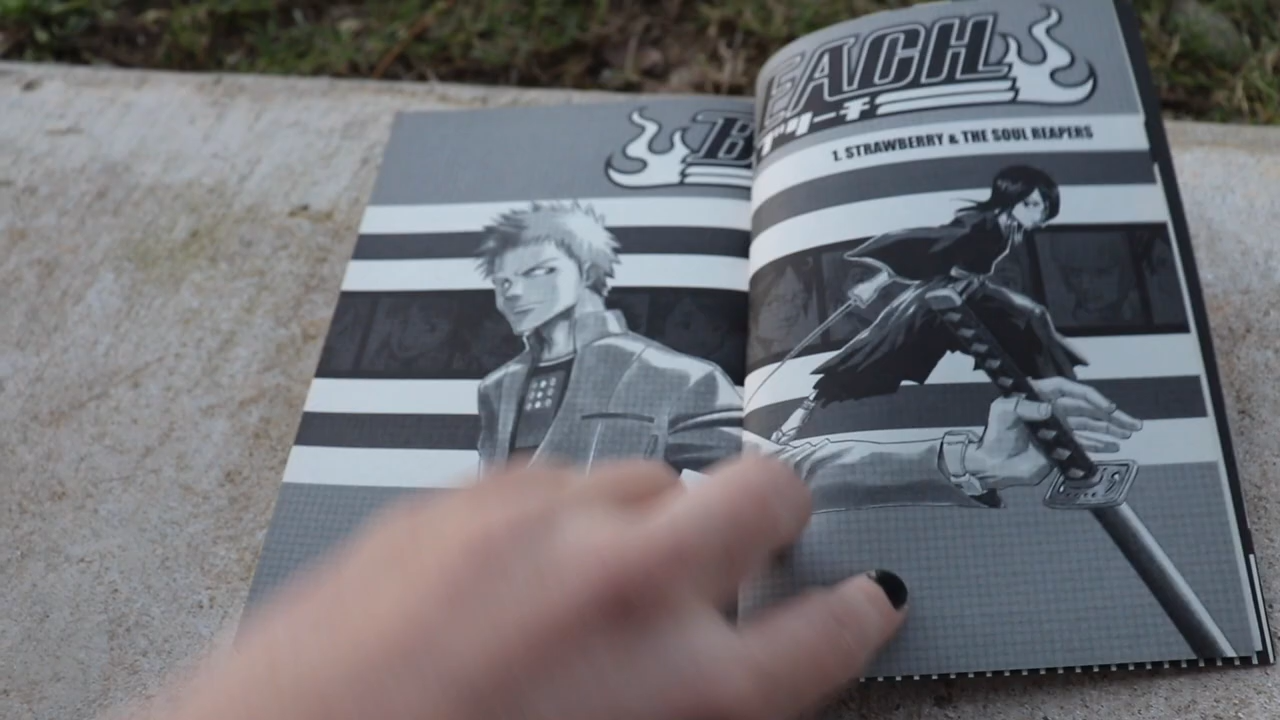 BLEACH
ブリーチ
1. STRAWBERRY & THE SOUL REAPERS